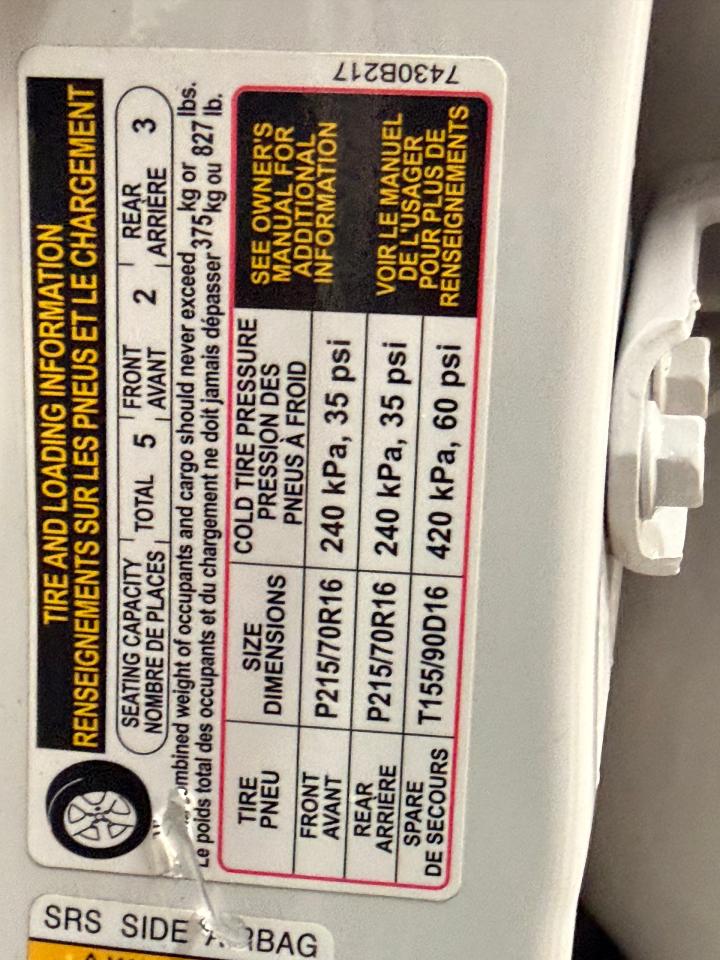 TIRE AND LOADING INFORMATION
RENSEIGNEMENTS SUR LES PNEUS ET LE CHARGEMENT
SEATING CAPACITY
NOMBRE DE PLACES
TOTAL 5
FRONT
AVANT
2
REAR
ARRIÈRE
3
combined weight of occupants and cargo should never exceed 375 kg or 827 lbs.
Le poids total des occupants et du chargement ne doit jamais dépasser 375 kg ou 827 lb.
TIRE
PNEU
SIZE
DIMENSIONS
COLD TIRE PRESSURE
PRESSION DES
PNEUS À FROID
SEE OWNER'S
MANUAL FOR
ADDITIONAL
INFORMATION
FRONT
AVANT
P215/70R16
240 kPa, 35 psi
REAR
ARRIÈRE
P215/70R16
240 kPa, 35 psi
VOIR LE MANUEL
DE L'USAGER
POUR PLUS DE
RENSEIGNEMENTS
SPARE
DE SECOURS
T155/90D16
420 kPa, 60 psi
7430B217
SRS SIDE AIRBAG